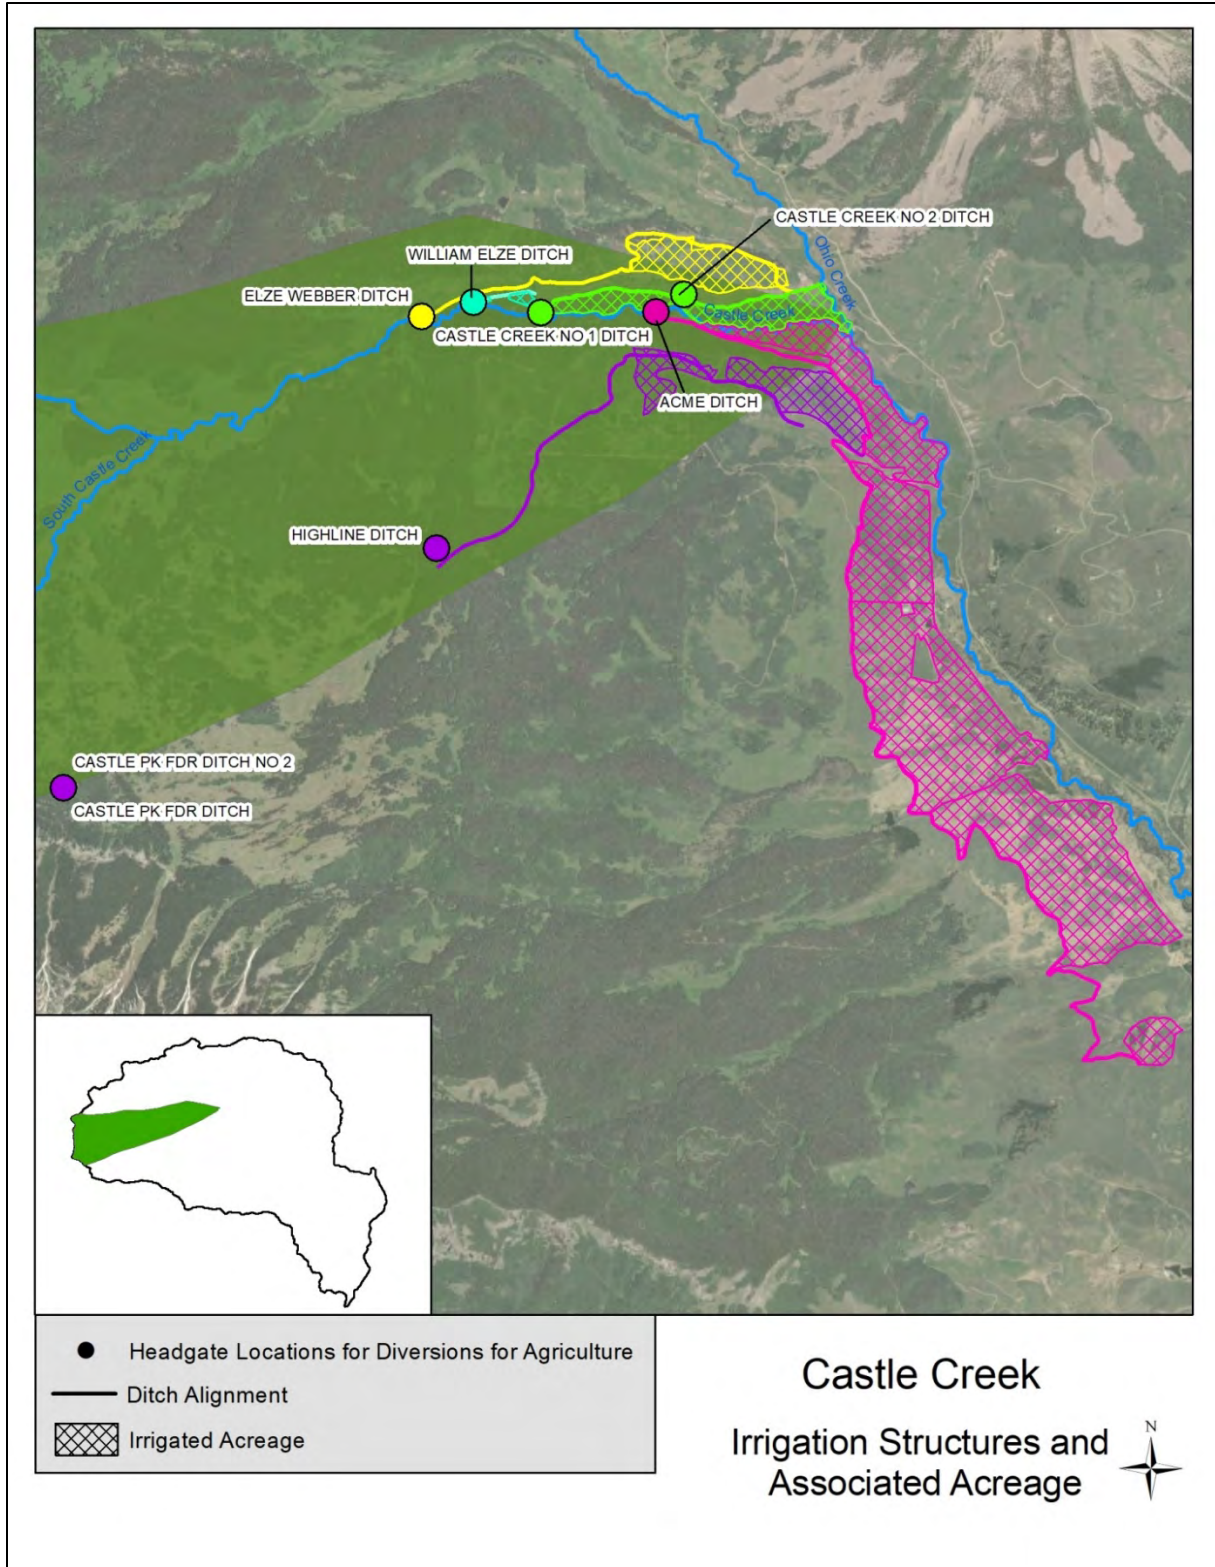 CASTLE CREEK NO 2 DITCH
Ohio Creek
WILLIAM ELZE DITCH
ELZE WEBBER DITCH
Castle Creek
CASTLE CREEK NO 1 DITCH
ACME DITCH
South Castle Creek
HIGHLINE DITCH
CASTLE PK FDR DITCH NO 2
CASTLE PK FDR DITCH
Headgate Locations for Diversions for Agriculture
Ditch Alignment
Irrigated Acreage
Castle Creek
Irrigation Structures and
Associated Acreage
N